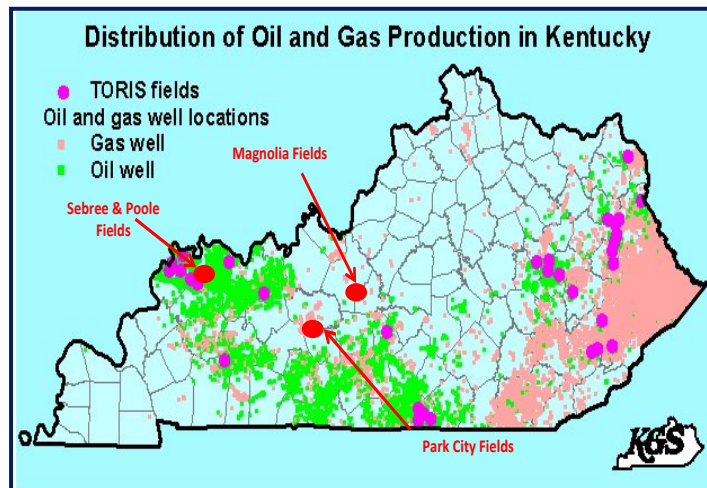 Distribution of Oil and Gas Production in Kentucky
TORIS fields
Oil and gas well locations
Gas well
Oil well
Magnolia Fields
Sebree & Poole
Fields
Park City Fields
KGS